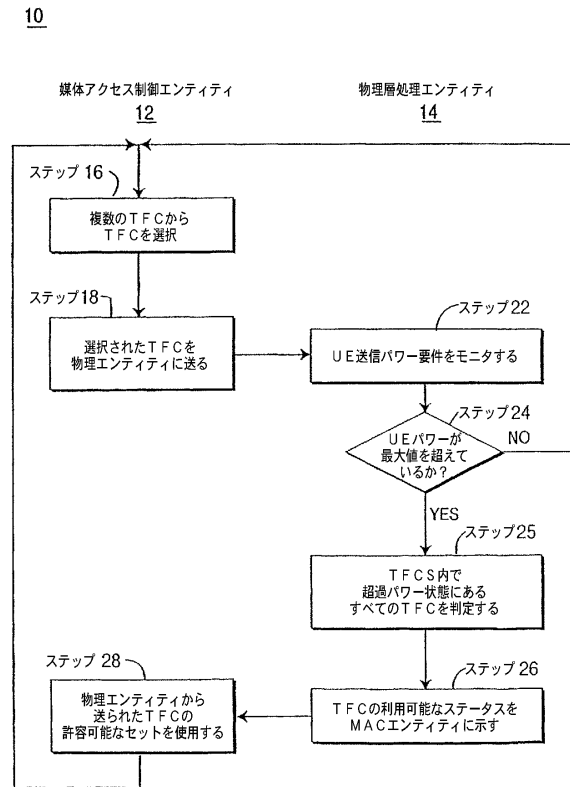 10
媒体アクセス制御エンティティ
12
物理層処理エンティティ
14
ステップ 16
複数のTFCから
TFCを選択
ステップ18
選択されたTFCを
物理エンティティに送る
ステップ22
UE送信パワー要件をモニタする
ステップ24
UEパワーが
最大値を超えて
いるか?
NO
YES
ステップ25
TFCS内で
超過パワー状態にある
すべてのTFCを判定する
ステップ26
TFCの利用可能なステータスを
MACエンティティに示す
ステップ 28
物理エンティティから
送られたTFCの
許容可能なセットを使用する